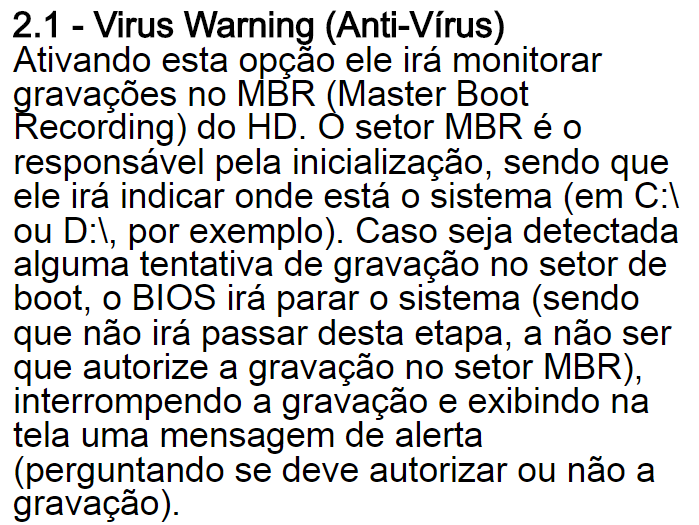 2.1 - Virus Warning (Anti-Vírus)
Ativando esta opção ele irá monitorar
gravações no MBR (Master Boot
Recording) do HD. O setor MBR é o
responsável pela inicialização, sendo que
ele irá indicar onde está o sistema (em C:\
ou D:\, por exemplo). Caso seja detectada
alguma tentativa de gravação no setor de
boot, o BIOS irá parar o sistema (sendo
que não irá passar desta etapa, a não ser
que autorize a gravação no setor MBR),
interrompendo a gravação e exibindo na
tela uma mensagem de alerta
(perguntando se deve autorizar ou não a
gravação).